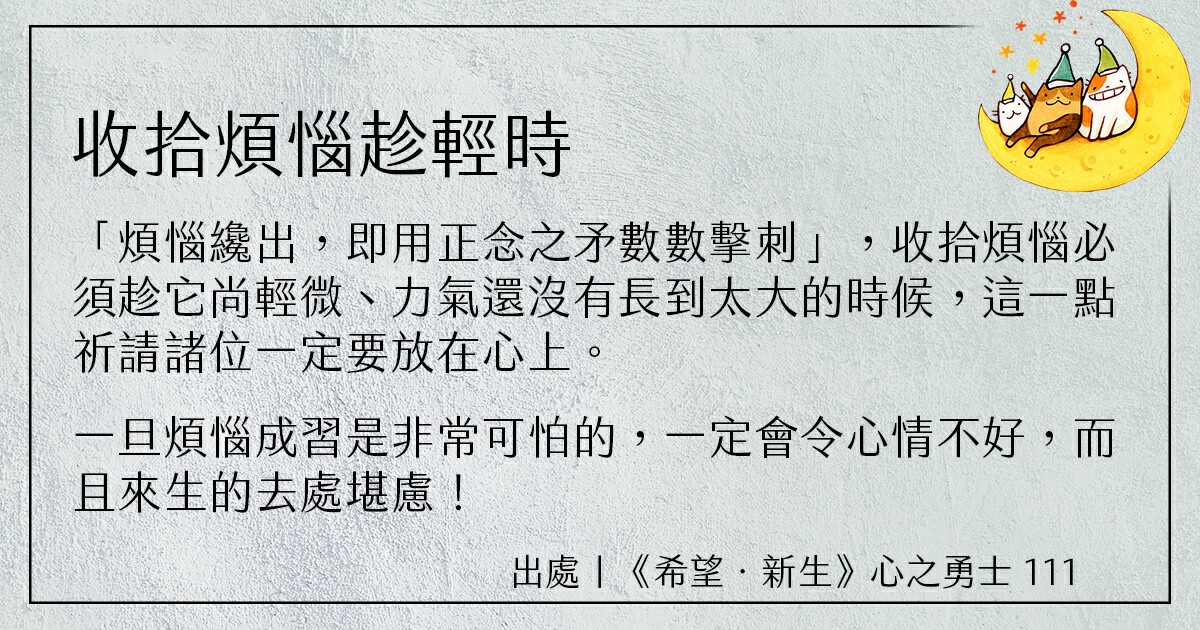 收拾煩惱趁輕時
「煩惱纔出，即用正念之矛數數擊刺」，收拾煩惱必
須趁它尚輕微、力氣還沒有長到太大的時候，這一點
祈請諸位一定要放在心上。
一旦煩惱成習是非常可怕的，一定會令心情不好，而
且來生的去處堪慮！
出處｜《希望．新生》心之勇士 111